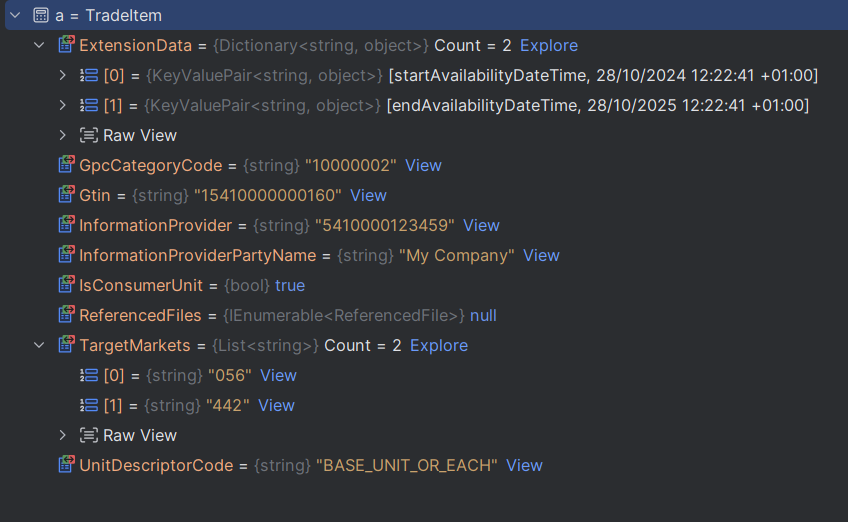 a = TradeItem
ExtensionData = {Dictionary<string, object>} Count = 2 Explore
[0] = {KeyValuePair<string, object>} [startAvailabilityDateTime, 28/10/2024 12:22:41 +01:00]
[1] = {KeyValuePair<string, object>} [endAvailabilityDateTime, 28/10/2025 12:22:41 +01:00]
Raw View
GpcCategoryCode = {string} "10000002" View
Gtin = {string} "15410000000160" View
InformationProvider = {string} "5410000123459" View
InformationProviderPartyName = {string} "My Company" View
IsConsumerUnit = {bool} true
ReferencedFiles = {IEnumerable<ReferencedFile>} null
TargetMarkets = {List<string>} Count = 2 Explore
[0] = {string} "056" View
[1] = {string} "442" View
Raw View
UnitDescriptorCode = {string} "BASE_UNIT_OR_EACH" View